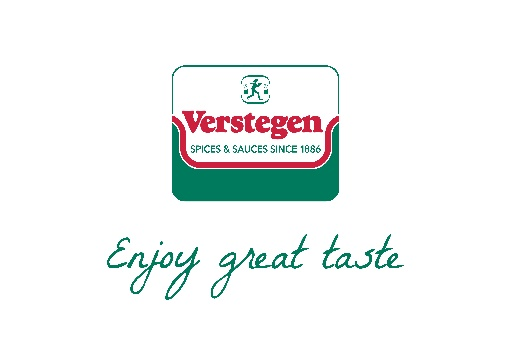 Verstegen
SPICES & SAUCES SINCE 1886
Enjoy great taste